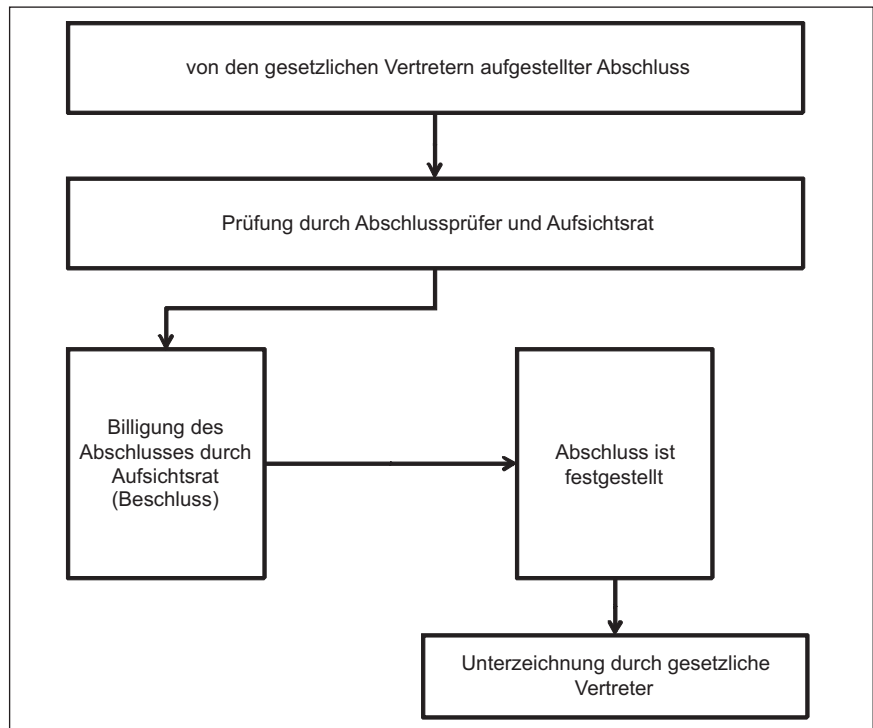 von den gesetzlichen Vertretern aufgestellter Abschluss
Prüfung durch Abschlussprüfer und Aufsichtsrat
Billigung des
Abschlusses durch
Aufsichtsrat
(Beschluss)
Abschluss ist
festgestellt
Unterzeichnung durch gesetzliche
Vertreter